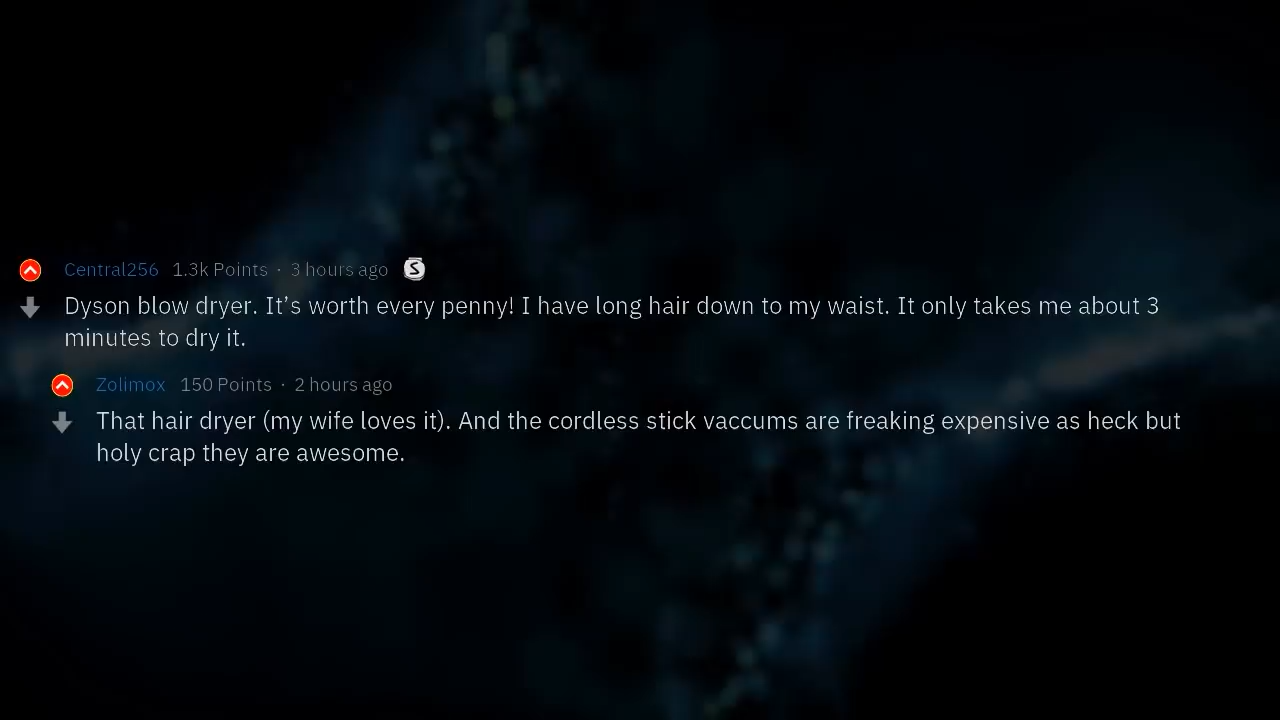 Central256 1.3k Points · 3 hours ago S
Dyson blow dryer. It’s worth every penny! I have long hair down to my waist. It only takes me about 3
minutes to dry it.
Zolimox 150 Points · 2 hours ago
That hair dryer (my wife loves it). And the cordless stick vaccums are freaking expensive as heck but
holy crap they are awesome.